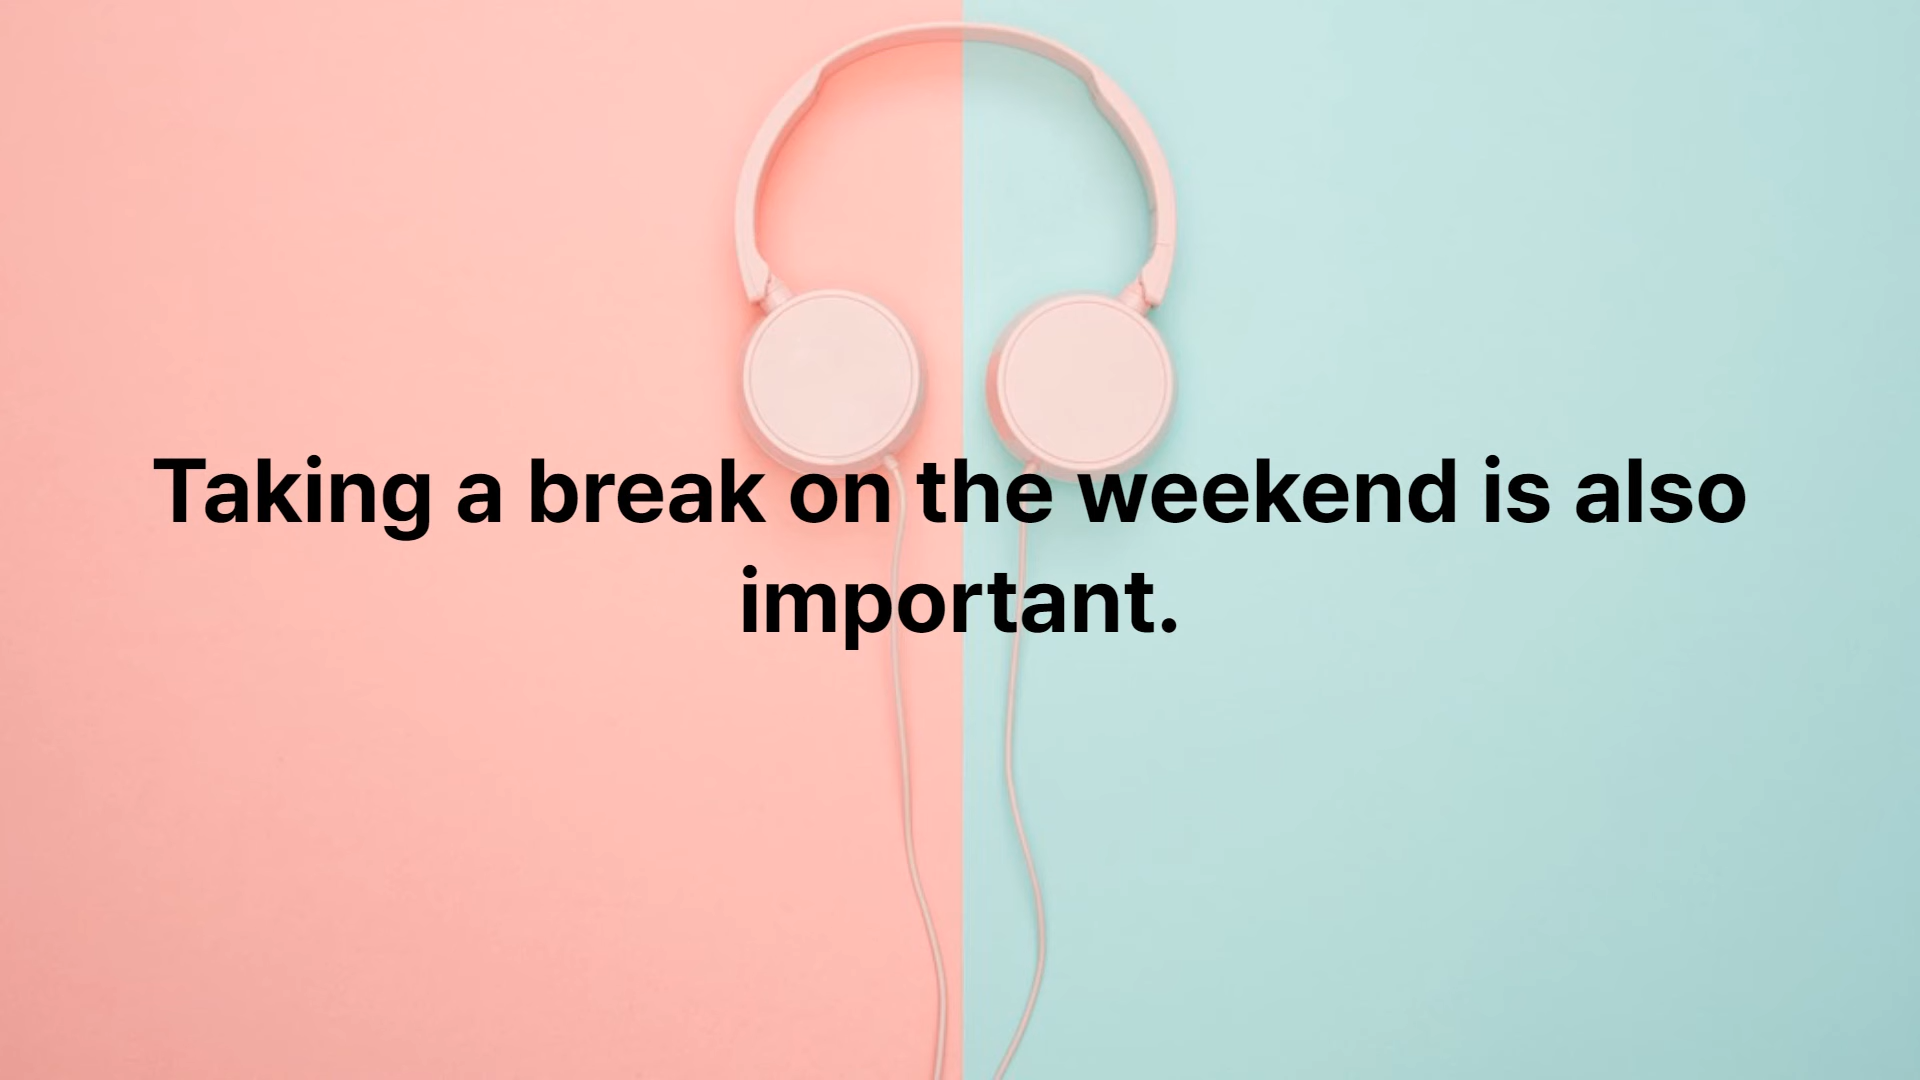 Taking a break on the weekend is also
important.